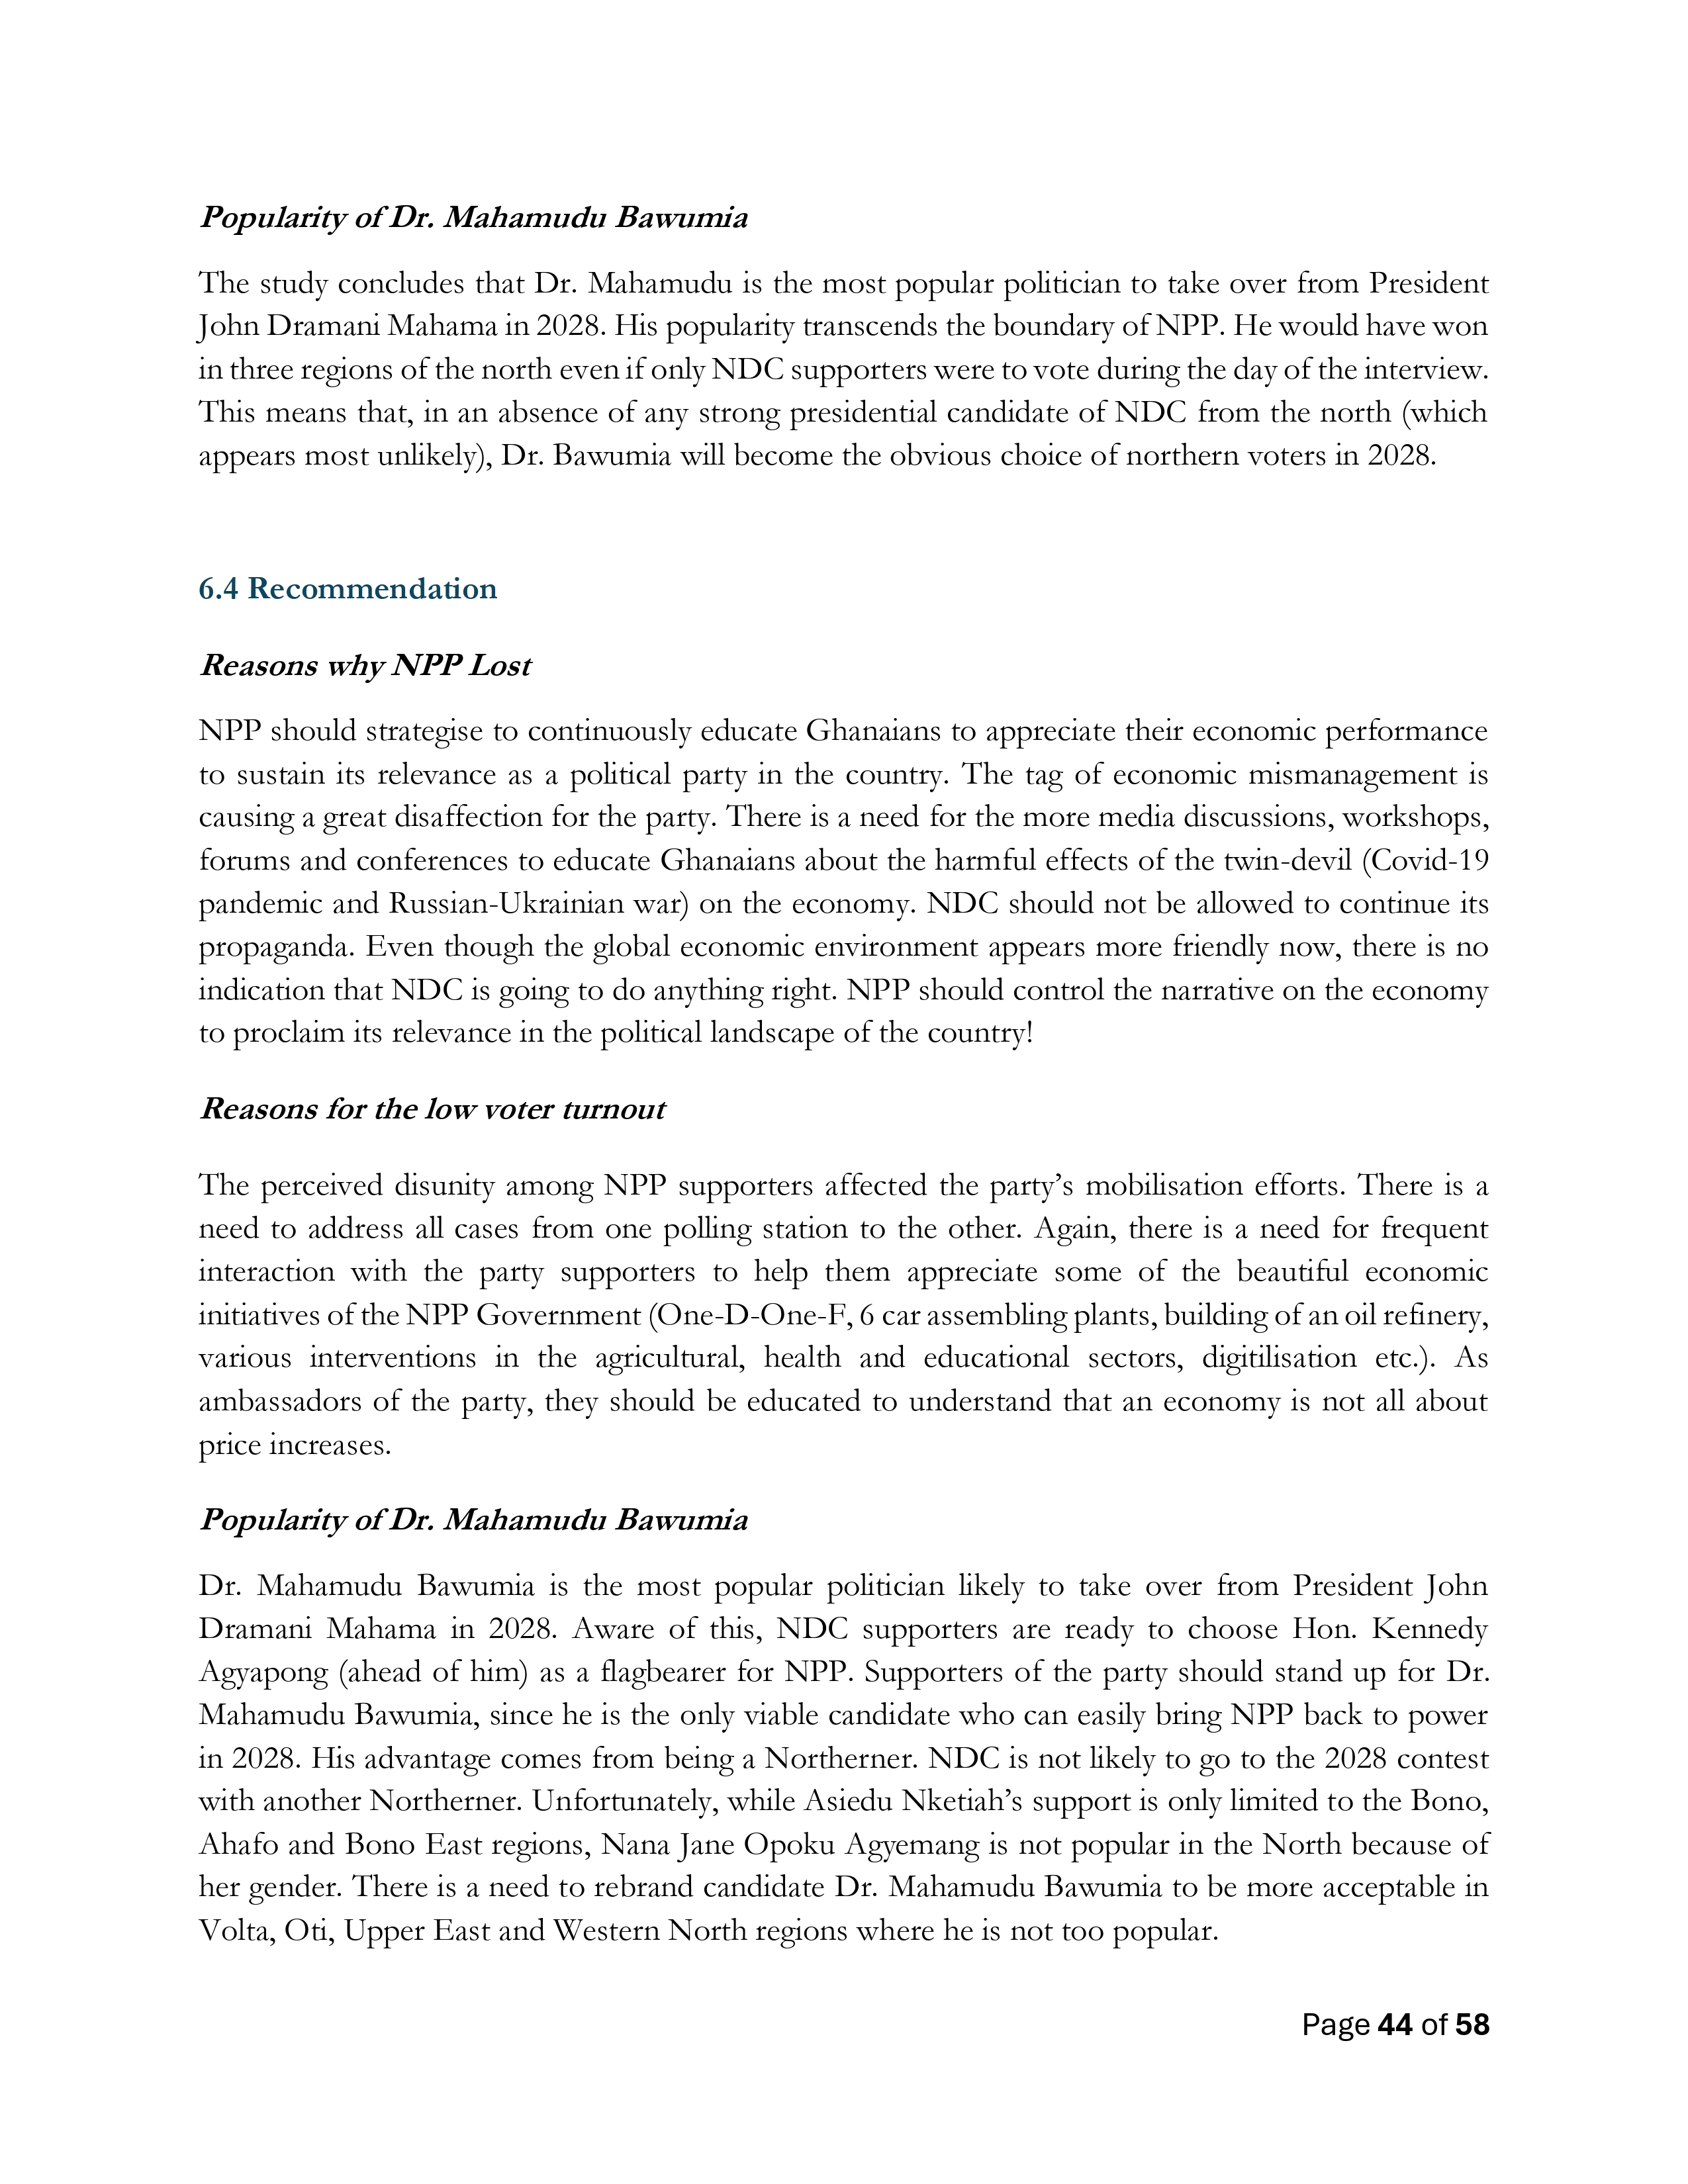 Popularity of Dr. Mahamudu Bawumia
The study concludes that Dr. Mahamudu is the most popular politician to take over from President
John Dramani Mahama in 2028. His popularity transcends the boundary of NPP. He would have won
in three regions of the north even if only NDC supporters were to vote during the day of the interview.
This means that, in an absence of any strong presidential candidate of NDC from the north (which
appears most unlikely), Dr. Bawumia will become the obvious choice of northern voters in 2028.
6.4 Recommendation
Reasons why NPP Lost
NPP should strategise to continuously educate Ghanaians to appreciate their economic performance
to sustain its relevance as a political party in the country. The tag of economic mismanagement is
causing a great disaffection for the party. There is a need for the more media discussions, workshops,
forums and conferences to educate Ghanaians about the harmful effects of the twin-devil (Covid-19
pandemic and Russian-Ukrainian war) on the economy. NDC should not be allowed to continue its
propaganda. Even though the global economic environment appears more friendly now, there is no
indication that NDC is going to do anything right. NPP should control the narrative on the economy
to proclaim its relevance in the political landscape of the country!
Reasons for the low voter turnout
The perceived disunity among NPP supporters affected the party’s mobilisation efforts. There is a
need to address all cases from one polling station to the other. Again, there is a need for frequent
interaction with the party supporters to help them appreciate some of the beautiful economic
initiatives of the NPP Government (One-D-One-F, 6 car assembling plants, building of an oil refinery,
various interventions in the agricultural, health and educational sectors, digitilisation etc.). As
ambassadors of the party, they should be educated to understand that an economy is not all about
price increases.
Popularity of Dr. Mahamudu Bawumia
Dr. Mahamudu Bawumia is the most popular politician likely to take over from President John
Dramani Mahama in 2028. Aware of this, NDC supporters are ready to choose Hon. Kennedy
Agyapong (ahead of him) as a flagbearer for NPP. Supporters of the party should stand up for Dr.
Mahamudu Bawumia, since he is the only viable candidate who can easily bring NPP back to power
in 2028. His advantage comes from being a Northerner. NDC is not likely to go to the 2028 contest
with another Northerner. Unfortunately, while Asiedu Nketiah’s support is only limited to the Bono,
Ahafo and Bono East regions, Nana Jane Opoku Agyemang is not popular in the North because of
her gender. There is a need to rebrand candidate Dr. Mahamudu Bawumia to be more acceptable in
Volta, Oti, Upper East and Western North regions where he is not too popular.
Page 44 of 58